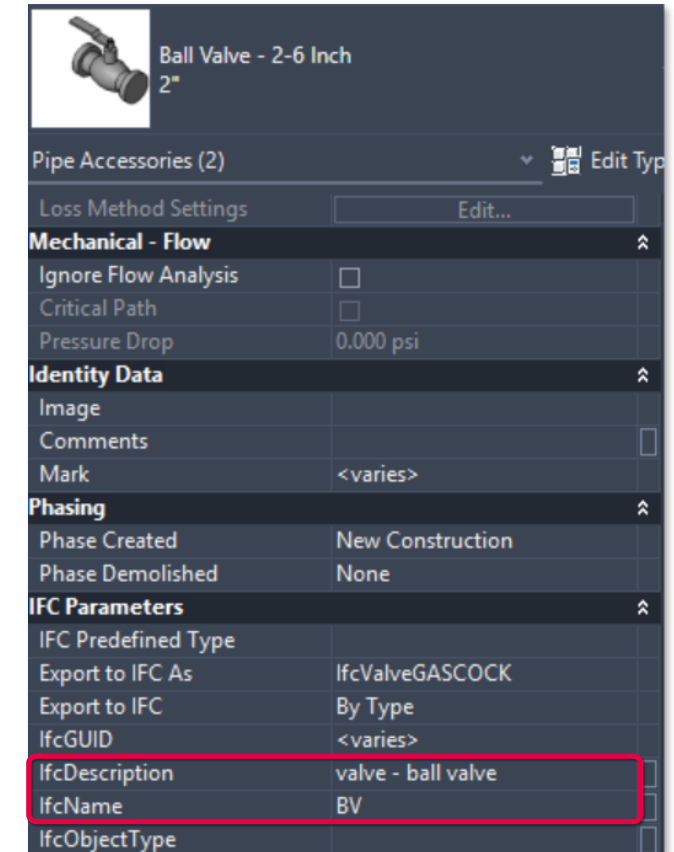 Ball Valve - 2-6 Inch
2"
Pipe Accessories (2) Edit Typ
Loss Method Settings Edit...
Mechanical - Flow
Ignore Flow Analysis
Critical Path
Pressure Drop 0.000 psi
Identity Data
Image
Comments
Mark <varies>
Phasing
Phase Created New Construction
Phase Demolished None
IFC Parameters
IFC Predefined Type
Export to IFC As IfcValveGASCOCK
Export to IFC By Type
IfcGUID <varies>
IfcDescription valve - ball valve
IfcName BV
IfcObjectType